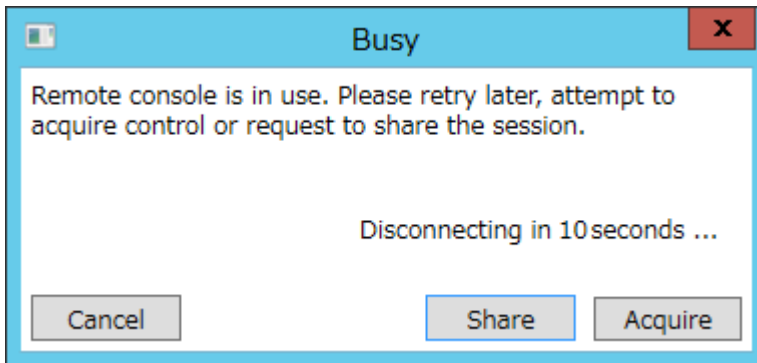 Busy
x
Remote console is in use. Please retry later, attempt to
acquire control or request to share the session.
Disconnecting in 10 seconds ...
Cancel
Share
Acquire